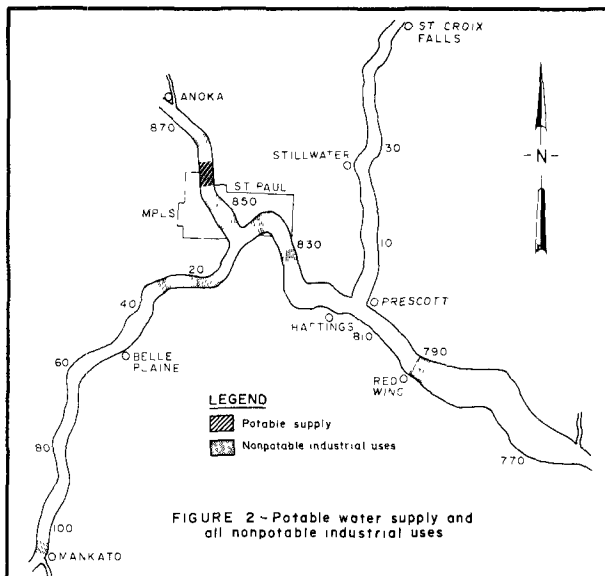 ST CROIX
FALLS
ANOKA
870
STILLWATER
30
N
ST PAUL
850
MPLS
830
10
20
40
PRESCOTT
HASTINGS
810
790
60
BELLE
PLAINE
RED
WING
LEGEND
Potable supply
Nonpotable industrial uses
80
770
100
MANKATO
FIGURE 2-Potable water supply and
all nonpotable industrial uses